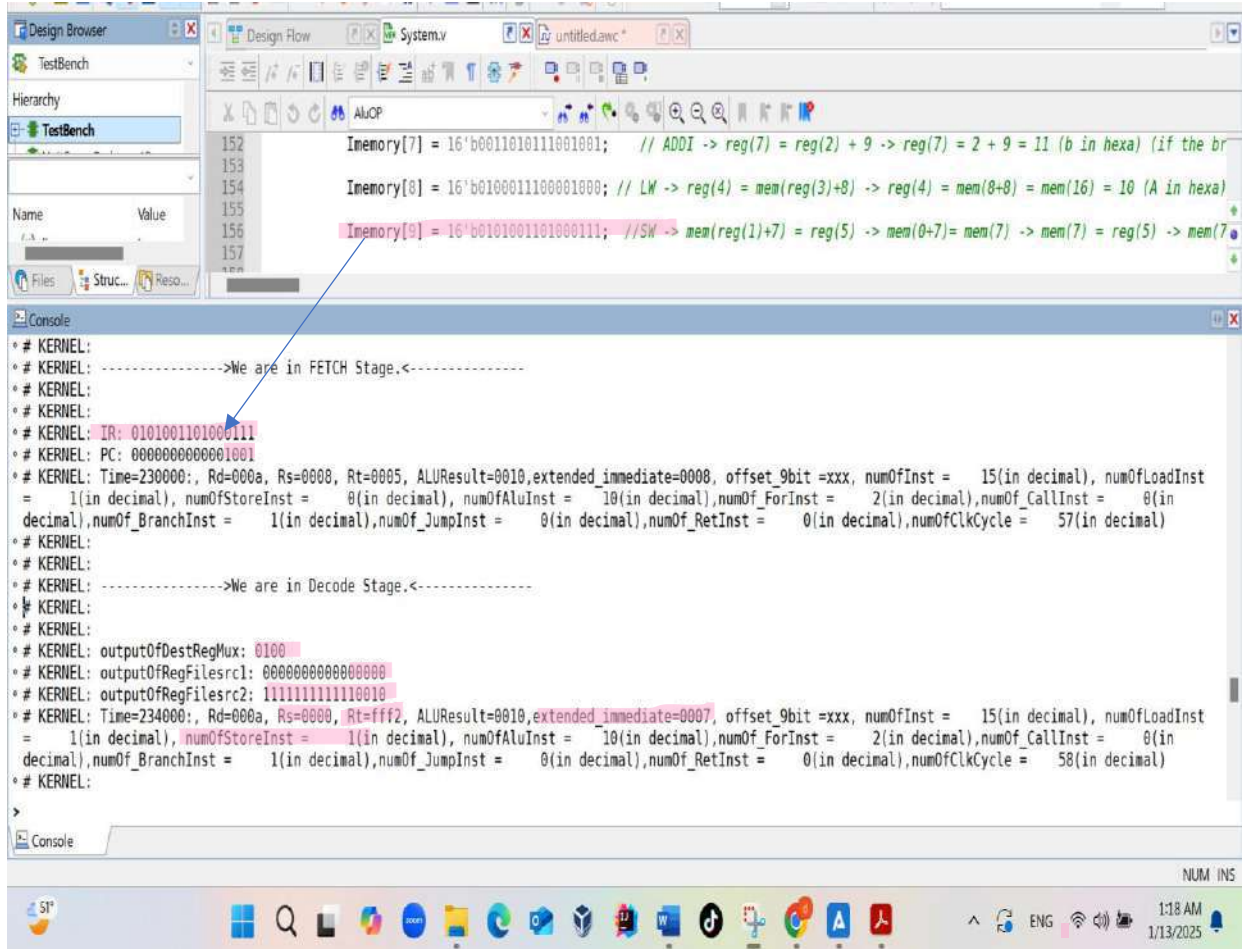 Design Browser
Design Flow
System.v
untitled.awc *
TestBench
Hierarchy
AluOP
TestBench
152 Imemory[7] = 16'b0011010111001001; // ADDI -> reg(7) = reg(2) + 9 -> reg(7) = 2 + 9 = 11 (b in hexa) (if the br
153
154 Imemory[8] = 16'b0100011100001000; // LW -> reg(4) = mem(reg(3)+8) -> reg(4) = mem(8+8) = mem(16) = 10 (A in hexa)
Name Value
155
156 Imemory[9] = 16'b0101001101000111; //SW -> mem(reg(1)+7) = reg(5) -> mem(0+7)= mem(7) -> mem(7) = reg(5) -> mem(7
157
Files Struc... Reso...
Console
# KERNEL:
# KERNEL: ---------------->We are in FETCH Stage.<---------------
# KERNEL:
# KERNEL:
# KERNEL: IR: 0101001101000111
# KERNEL: PC: 0000000000001001
# KERNEL: Time=230000:, Rd=000a, Rs=0008, Rt=0005, ALUResult=0010,extended_immediate=0008, offset_9bit =xxx, numOfInst = 15(in decimal), numOfLoadInst
= 1(in decimal), numOfStoreInst = 0(in decimal), numOfAluInst = 10(in decimal),numOf_ForInst = 2(in decimal),numOf_CallInst = 0(in
decimal),numOf_BranchInst = 1(in decimal),numOf_JumpInst = 0(in decimal),numOf_RetInst = 0(in decimal),numOfClkCycle = 57(in decimal)
# KERNEL:
# KERNEL:
# KERNEL: ---------------->We are in Decode Stage.<---------------
# KERNEL:
# KERNEL:
# KERNEL: outputOfDestRegMux: 0100
# KERNEL: outputOfRegFilesrc1: 0000000000000000
# KERNEL: outputOfRegFilesrc2: 1111111111110010
# KERNEL: Time=234000:, Rd=000a, Rs=0000, Rt=fff2, ALUResult=0010,extended_immediate=0007, offset_9bit =xxx, numOfInst = 15(in decimal), numOfLoadInst
= 1(in decimal), numOfStoreInst = 1(in decimal), numOfAluInst = 10(in decimal),numOf_ForInst = 2(in decimal),numOf_CallInst = 0(in
decimal),numOf_BranchInst = 1(in decimal),numOf_JumpInst = 0(in decimal),numOf_RetInst = 0(in decimal),numOfClkCycle = 58(in decimal)
# KERNEL:
>
Console
NUM INS
51°
zoom
ENG
1:18 AM
1/13/2025